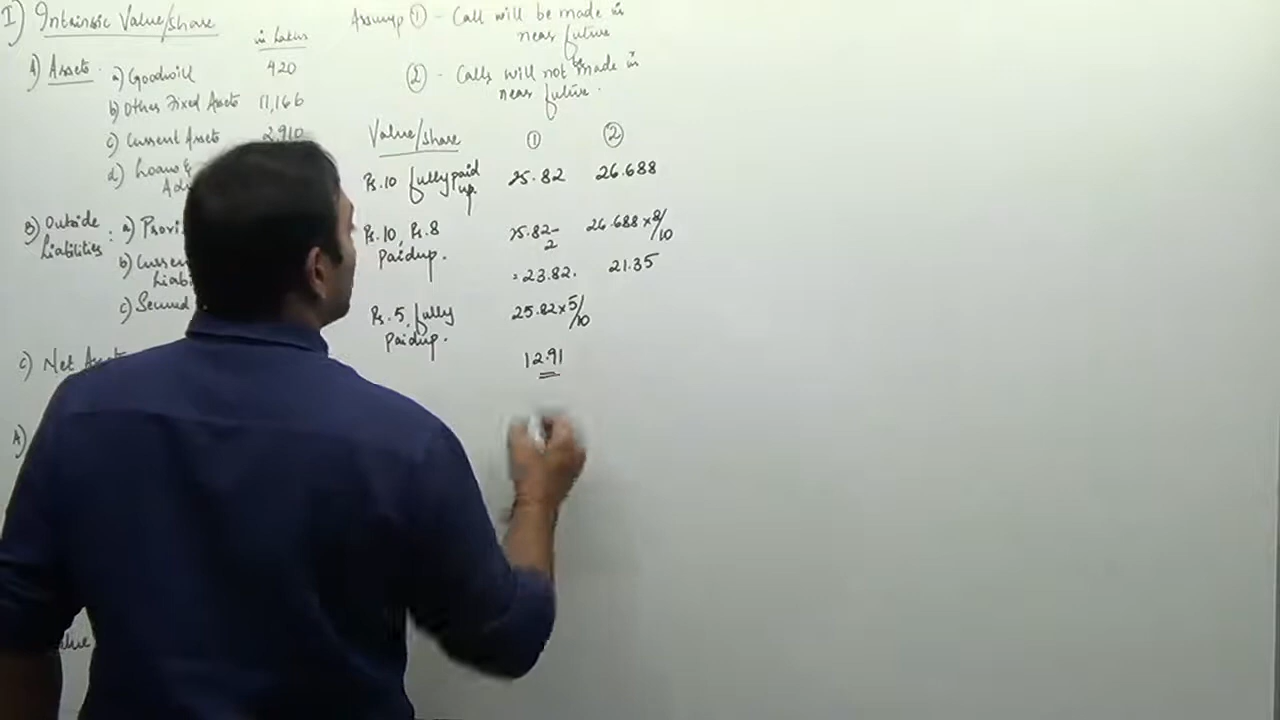 I) Intrinsic Value/share
in Lakhs
A) Assets. a) Goodwill 420
b) Other Fixed Assets 11,166
c) Current Assets 2,910
d) Loans &
B) Outside Liabilities :
a) Provi
b) Curren
Liabi
c) Secured
C) Net Assets
A)
Value
Assump ① - Call will be made in
near future
② - Calls will not be made in
near future.
Value/share ① ②
Rs.10 fully paid up. 25.82 26.688
Rs.10, Rs.8 Paidup. 25.82-2 26.688×8/10
= 23.82. 21.35
Rs.5, fully Paidup. 25.82×5/10
12.91